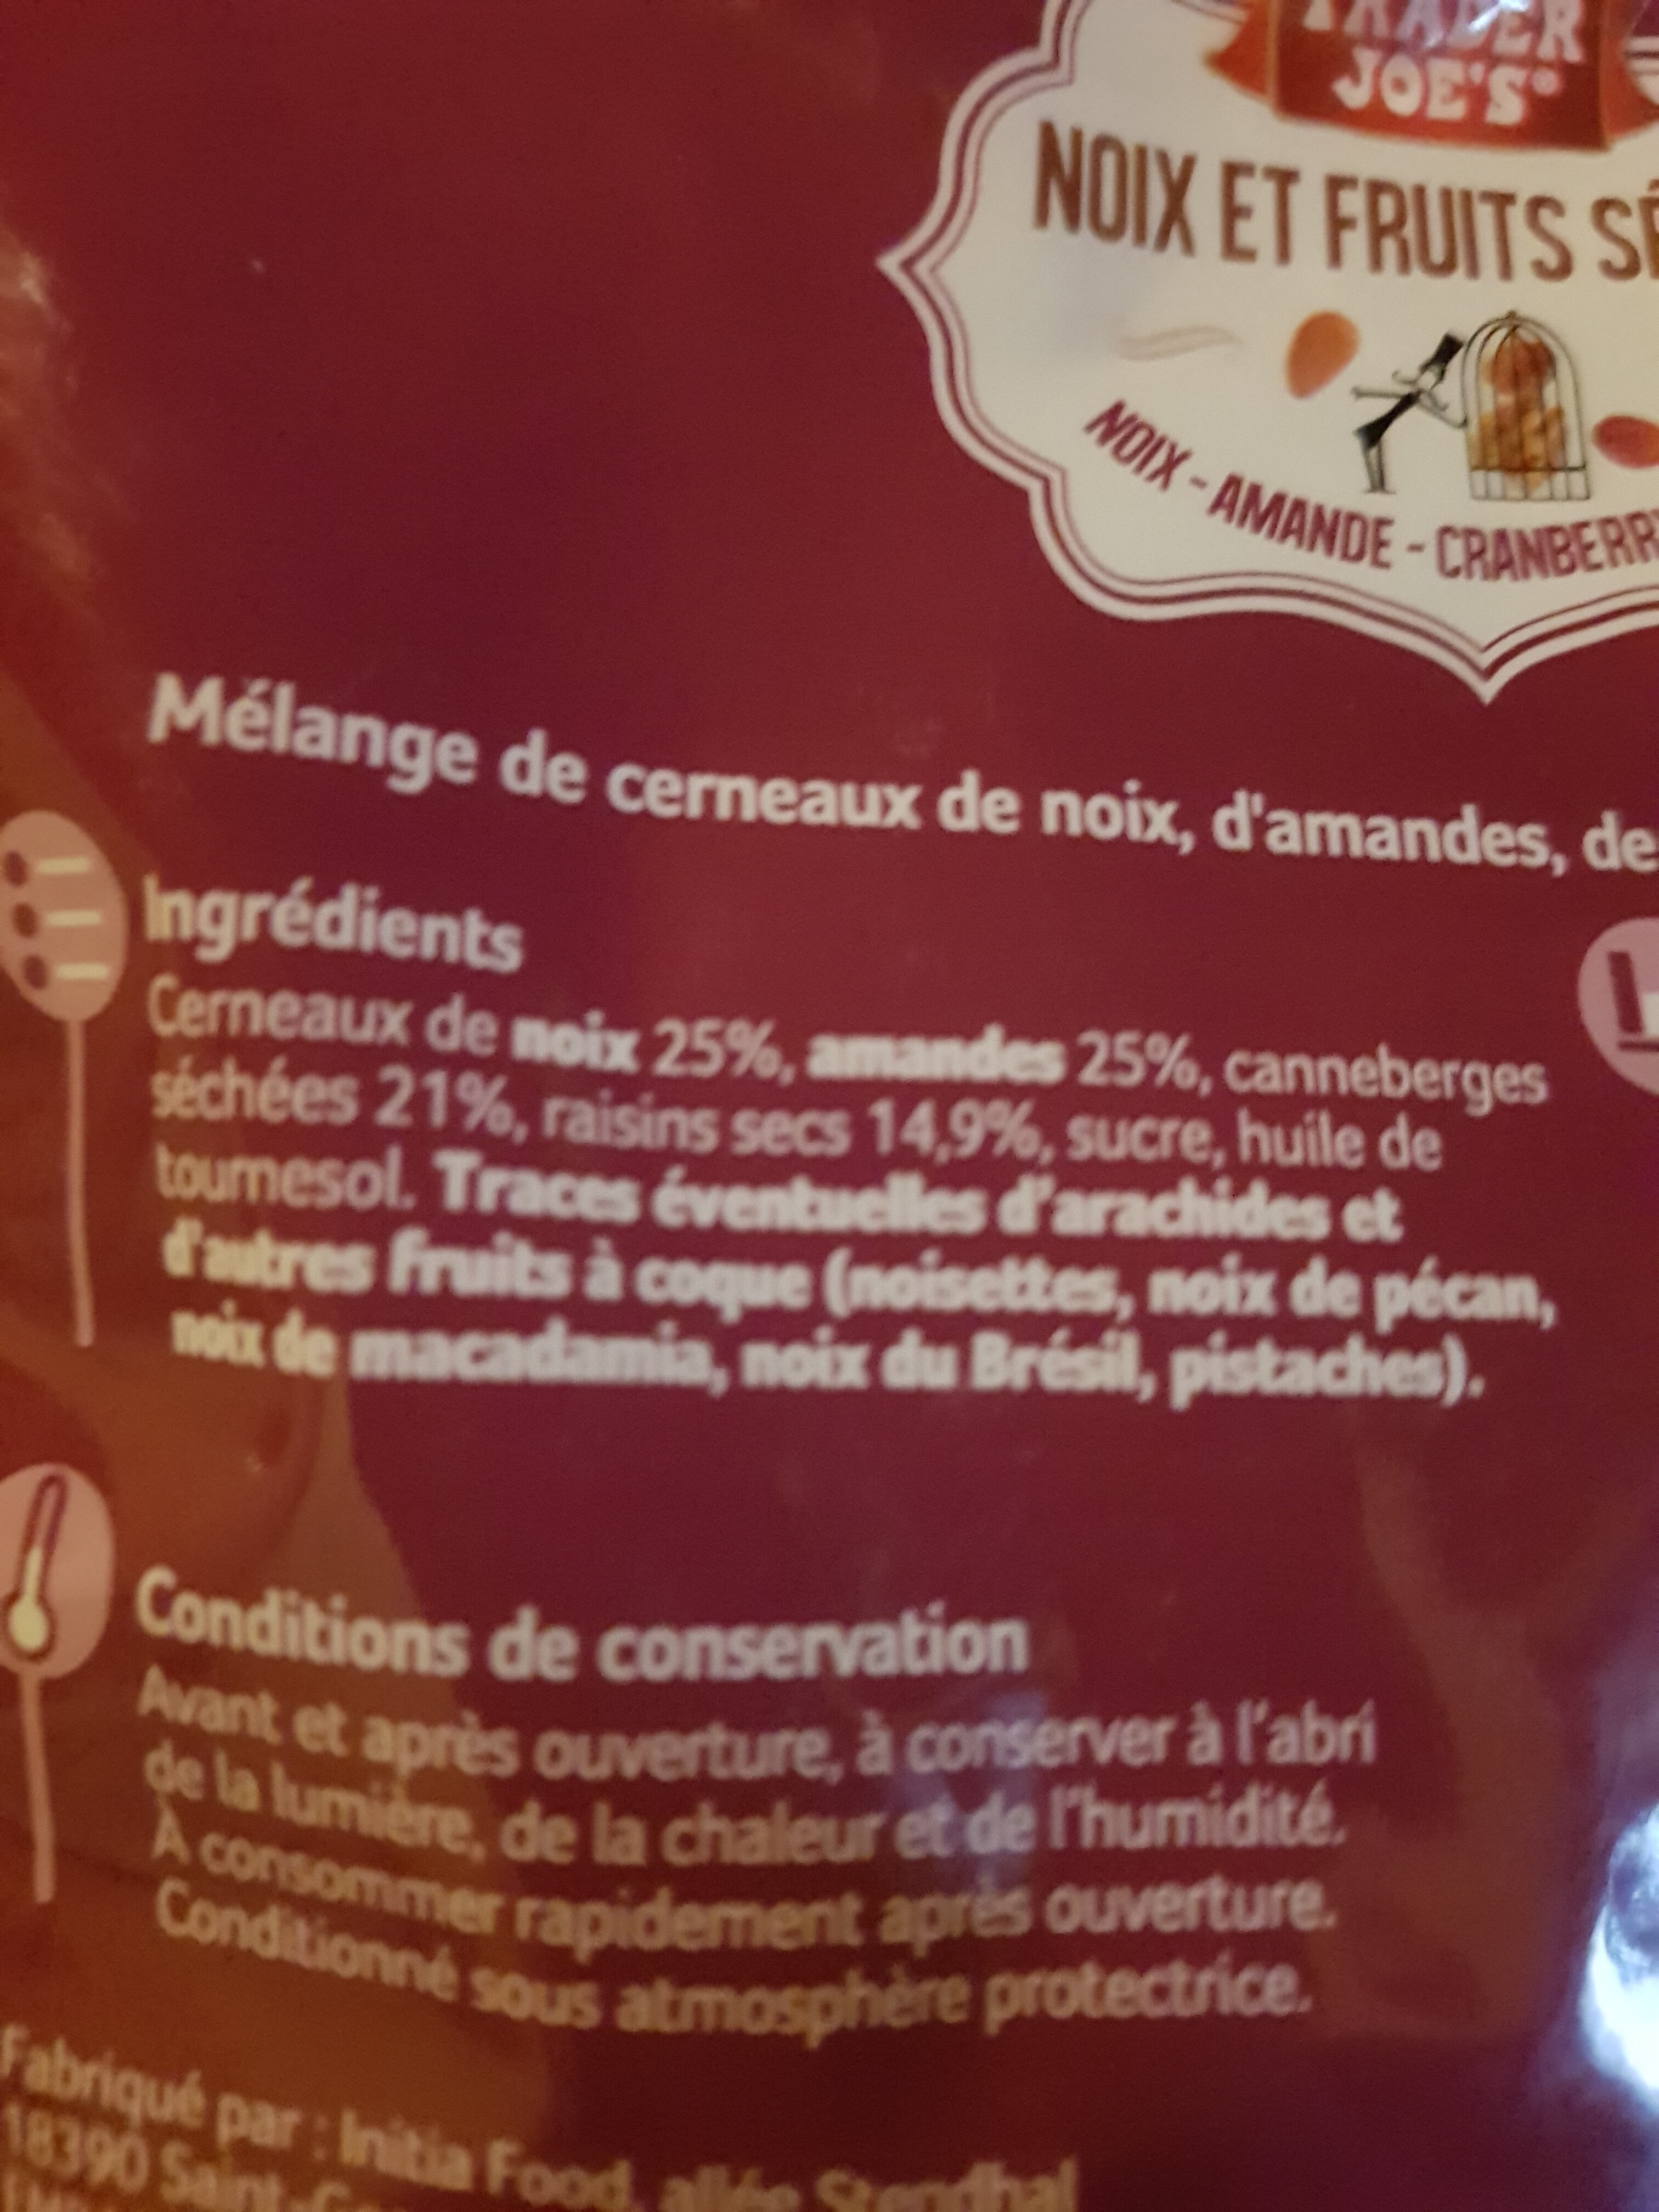 TRADER
JOE'S®
NOIX ET FRUITS SÉ
NOIX - AMANDE - CRANBERR
Mélange de cerneaux de noix, d'amandes, de
Ingrédients
Cerneaux de noix 25%, amandes 25%, canneberges
séchées 21%, raisins secs 14,9%, sucre, huile de
tournesol. Traces éventuelles d'arachides et
d'autres fruits à coque (noisettes, noix de pécan,
noix de macadamia, noix du Brésil, pistaches).
Conditions de conservation
Avant et après ouverture, à conserver à l'abri
de la lumière, de la chaleur et de l'humidité.
À consommer rapidement après ouverture.
Conditionné sous atmosphère protectrice.
Fabriqué par : Initia Food, allée Stendhal
18390 Saint-Ge